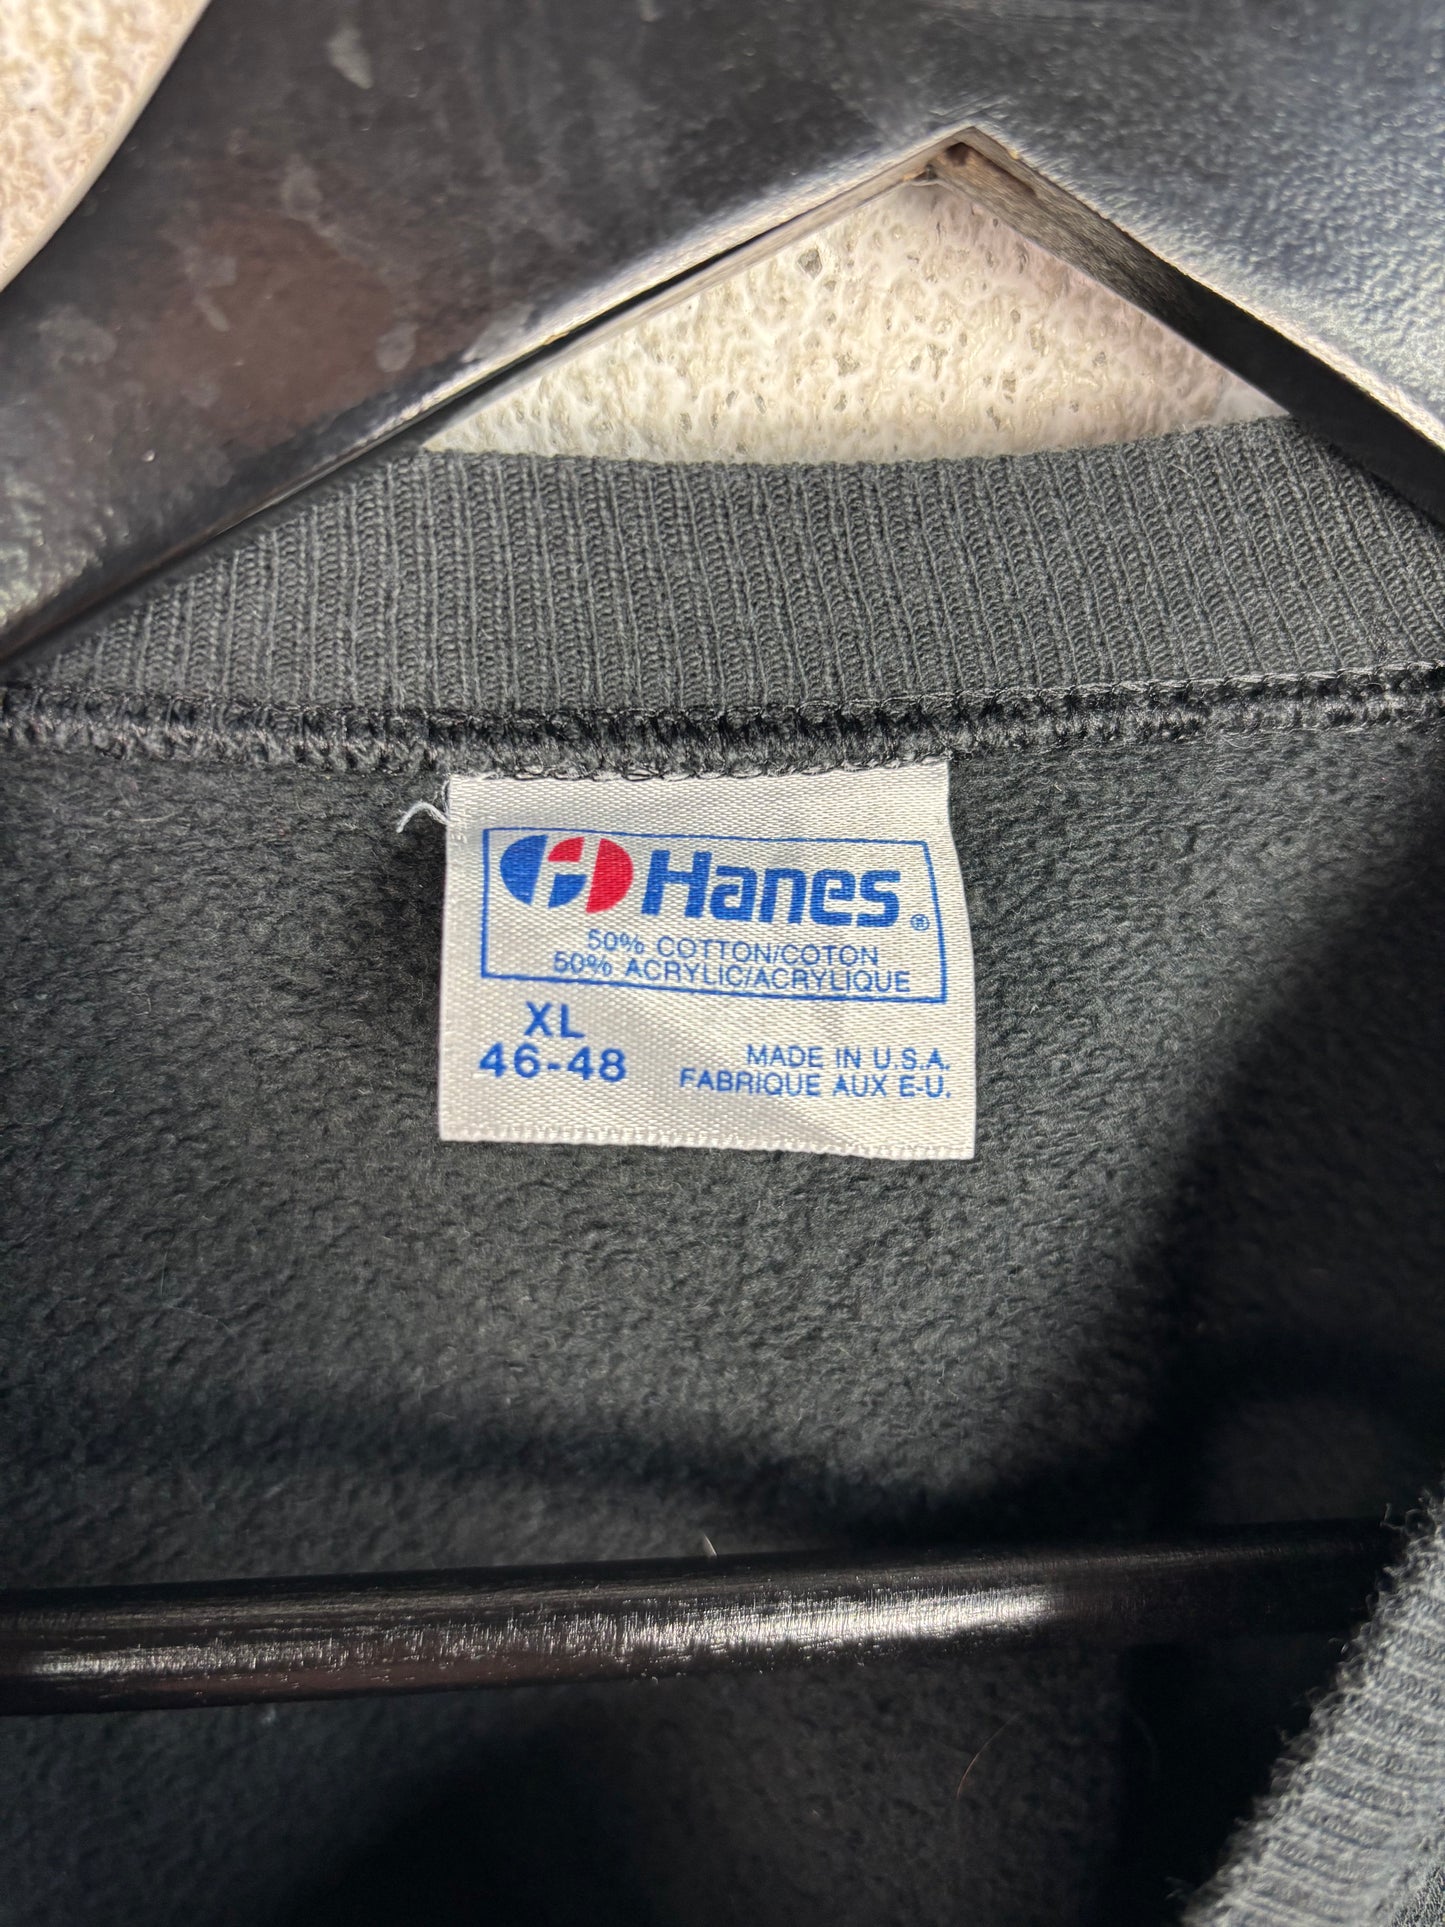 Hanes®
50% COTTON/COTON
50% ACRYLIC/ACRYLIQUE
XL
46-48
MADE IN U.S.A.
FABRIQUE AUX E-U.